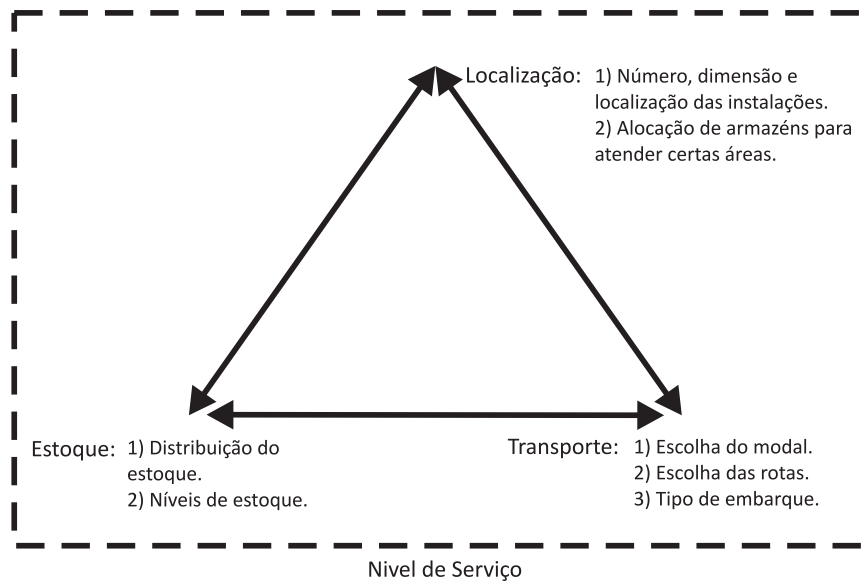 Localização: 1) Número, dimensão e
localização das instalações.
2) Alocação de armazéns para
atender certas áreas.
Estoque: 1) Distribuição do
estoque.
2) Níveis de estoque.
Transporte: 1) Escolha do modal.
2) Escolha das rotas.
3) Tipo de embarque.
Nivel de Serviço